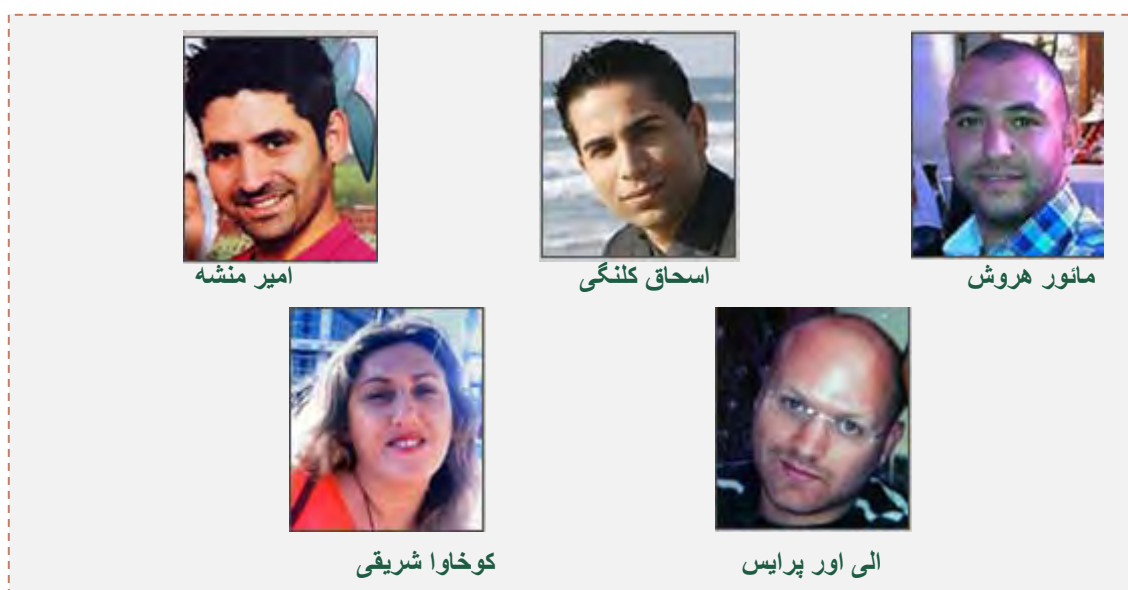 مائور هروش
اسحاق کلنگی
امیر منشه
الی اور پرایس
کوخاوا شریقی